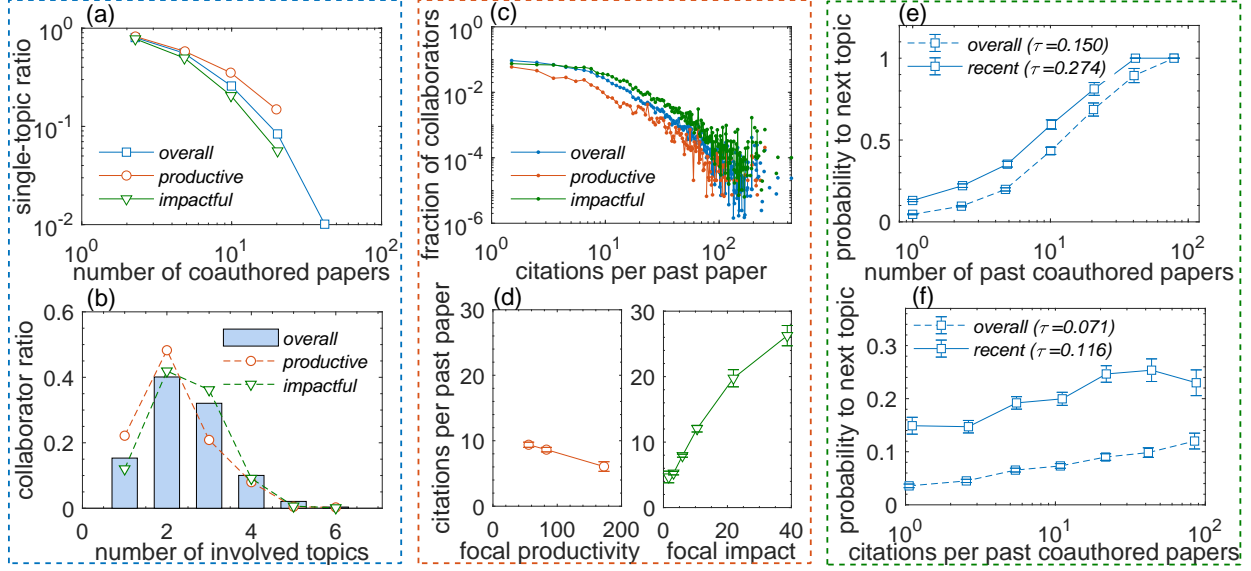 (a)
single-topic ratio
10^0
10^-1
10^-2
overall
productive
impactful
10^0
10^1
10^2
number of coauthored papers
(b)
collaborator ratio
0.6
0.4
0.2
0
overall
productive
impactful
0
2
4
6
number of involved topics
(c)
fraction of collaborators
10^0
10^-2
10^-4
10^-6
overall
productive
impactful
10^0
10^1
10^2
citations per past paper
(d)
citations per past paper
30
20
10
0
0
100
200
focal productivity
30
20
10
0
0
20
40
focal impact
(e)
probability to next topic
1
0.5
0
overall (τ=0.150)
recent (τ=0.274)
10^0
10^1
10^2
number of past coauthored papers
(f)
probability to next topic
0.3
0.2
0.1
0
overall (τ=0.071)
recent (τ=0.116)
10^0
10^1
10^2
citations per past coauthored papers